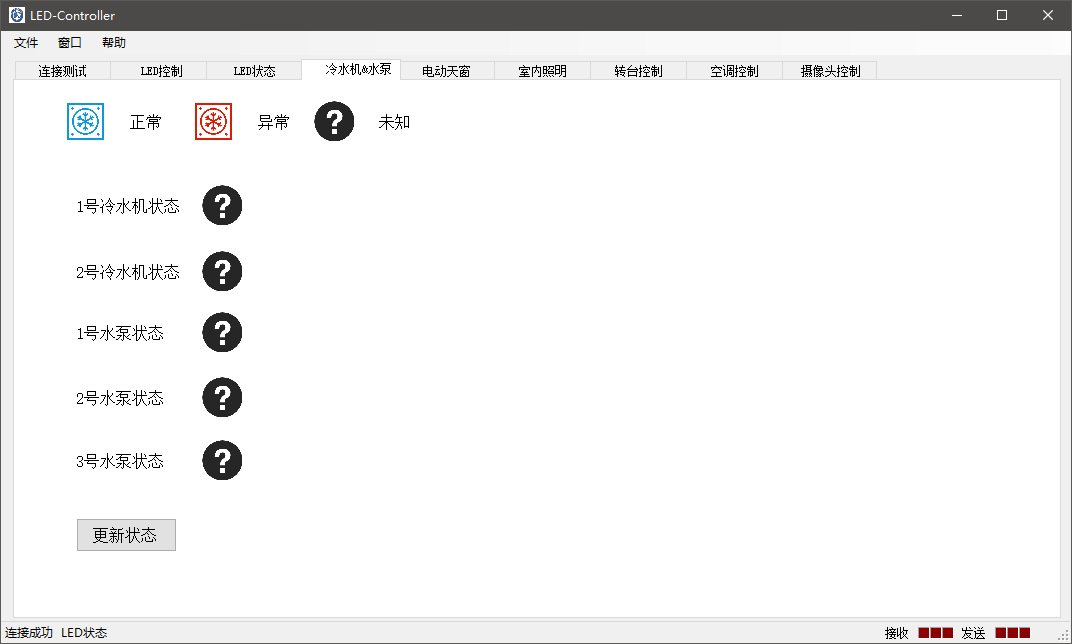 LED-Controller
文件 窗口 帮助
连接测试 LED控制 LED状态 冷水机&水泵 电动天窗 室内照明 转台控制 空调控制 摄像头控制
正常 异常 ? 未知
1号冷水机状态 ?
2号冷水机状态 ?
1号水泵状态 ?
2号水泵状态 ?
3号水泵状态 ?
更新状态
连接成功 LED状态 接收 发送